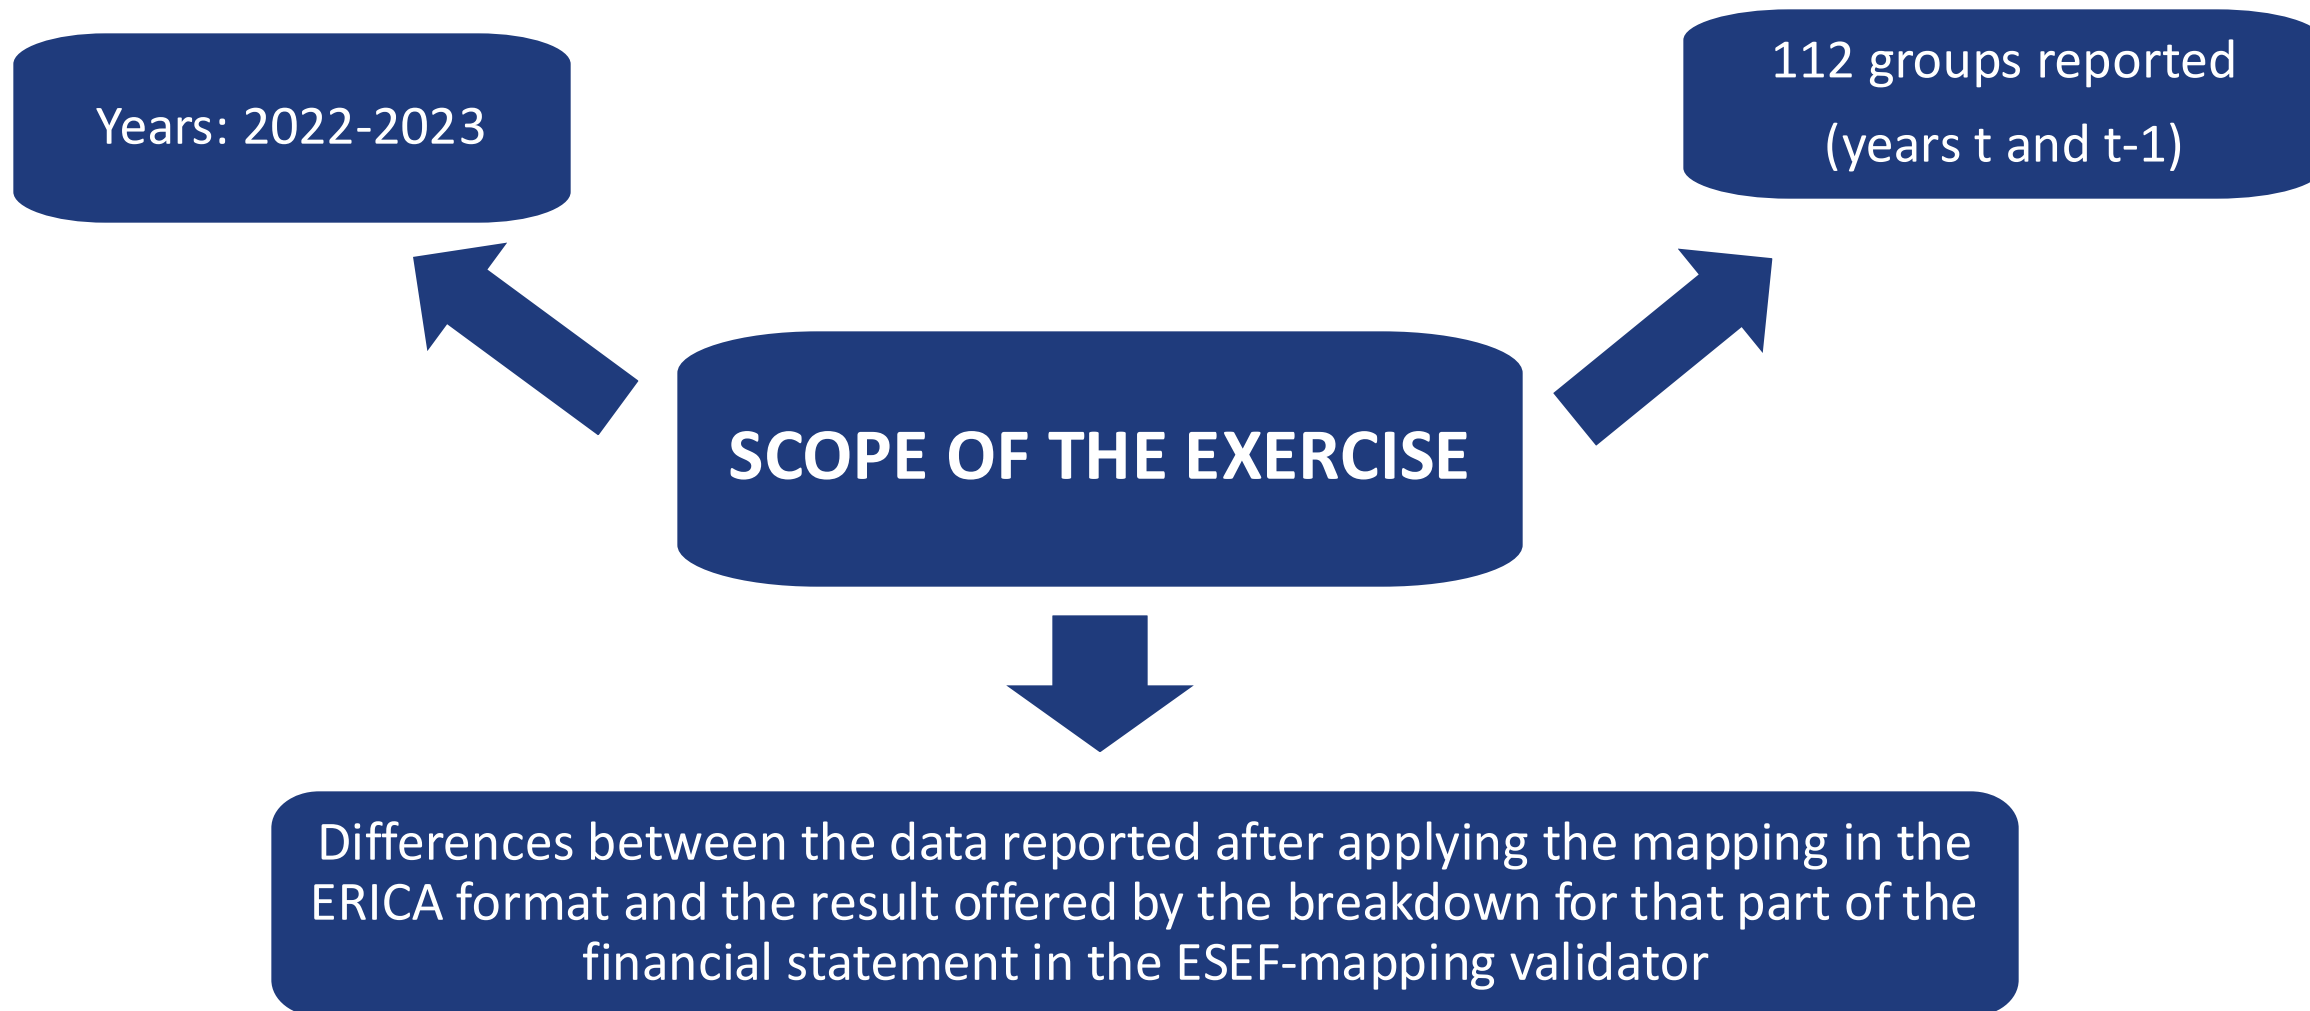 Years: 2022-2023
112 groups reported
(years t and t-1)
SCOPE OF THE EXERCISE
Differences between the data reported after applying the mapping in the
ERICA format and the result offered by the breakdown for that part of the
financial statement in the ESEF-mapping validator